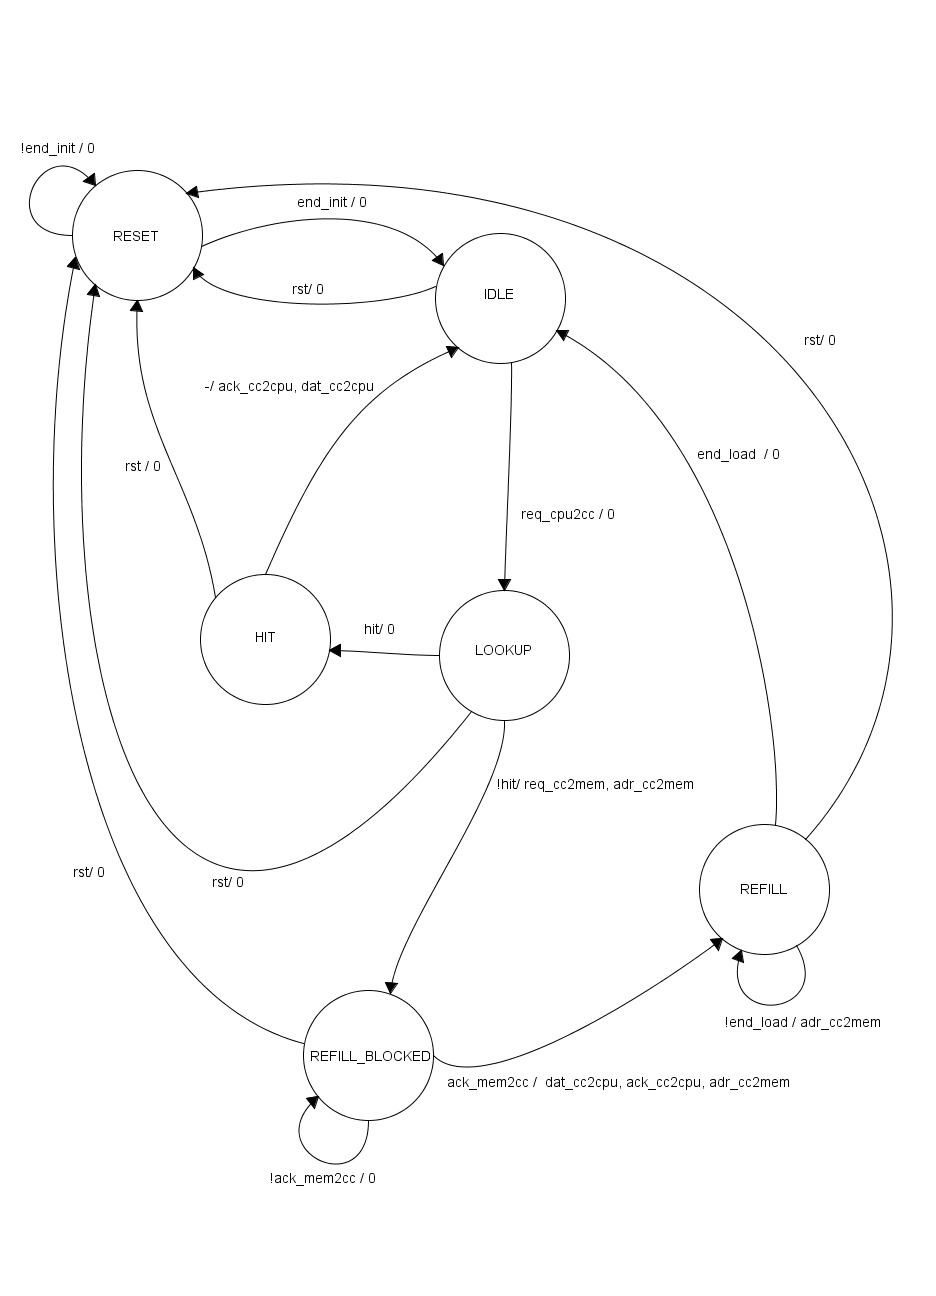 !end_init / 0
RESET
end_init / 0
rst/ 0
IDLE
rst/ 0
-/ ack_cc2cpu, dat_cc2cpu
end_load  / 0
rst / 0
req_cpu2cc / 0
hit/ 0
HIT
LOOKUP
!hit/ req_cc2mem, adr_cc2mem
rst/ 0
rst/ 0
REFILL
!end_load / adr_cc2mem
REFILL_BLOCKED
ack_mem2cc /  dat_cc2cpu, ack_cc2cpu, adr_cc2mem
!ack_mem2cc / 0